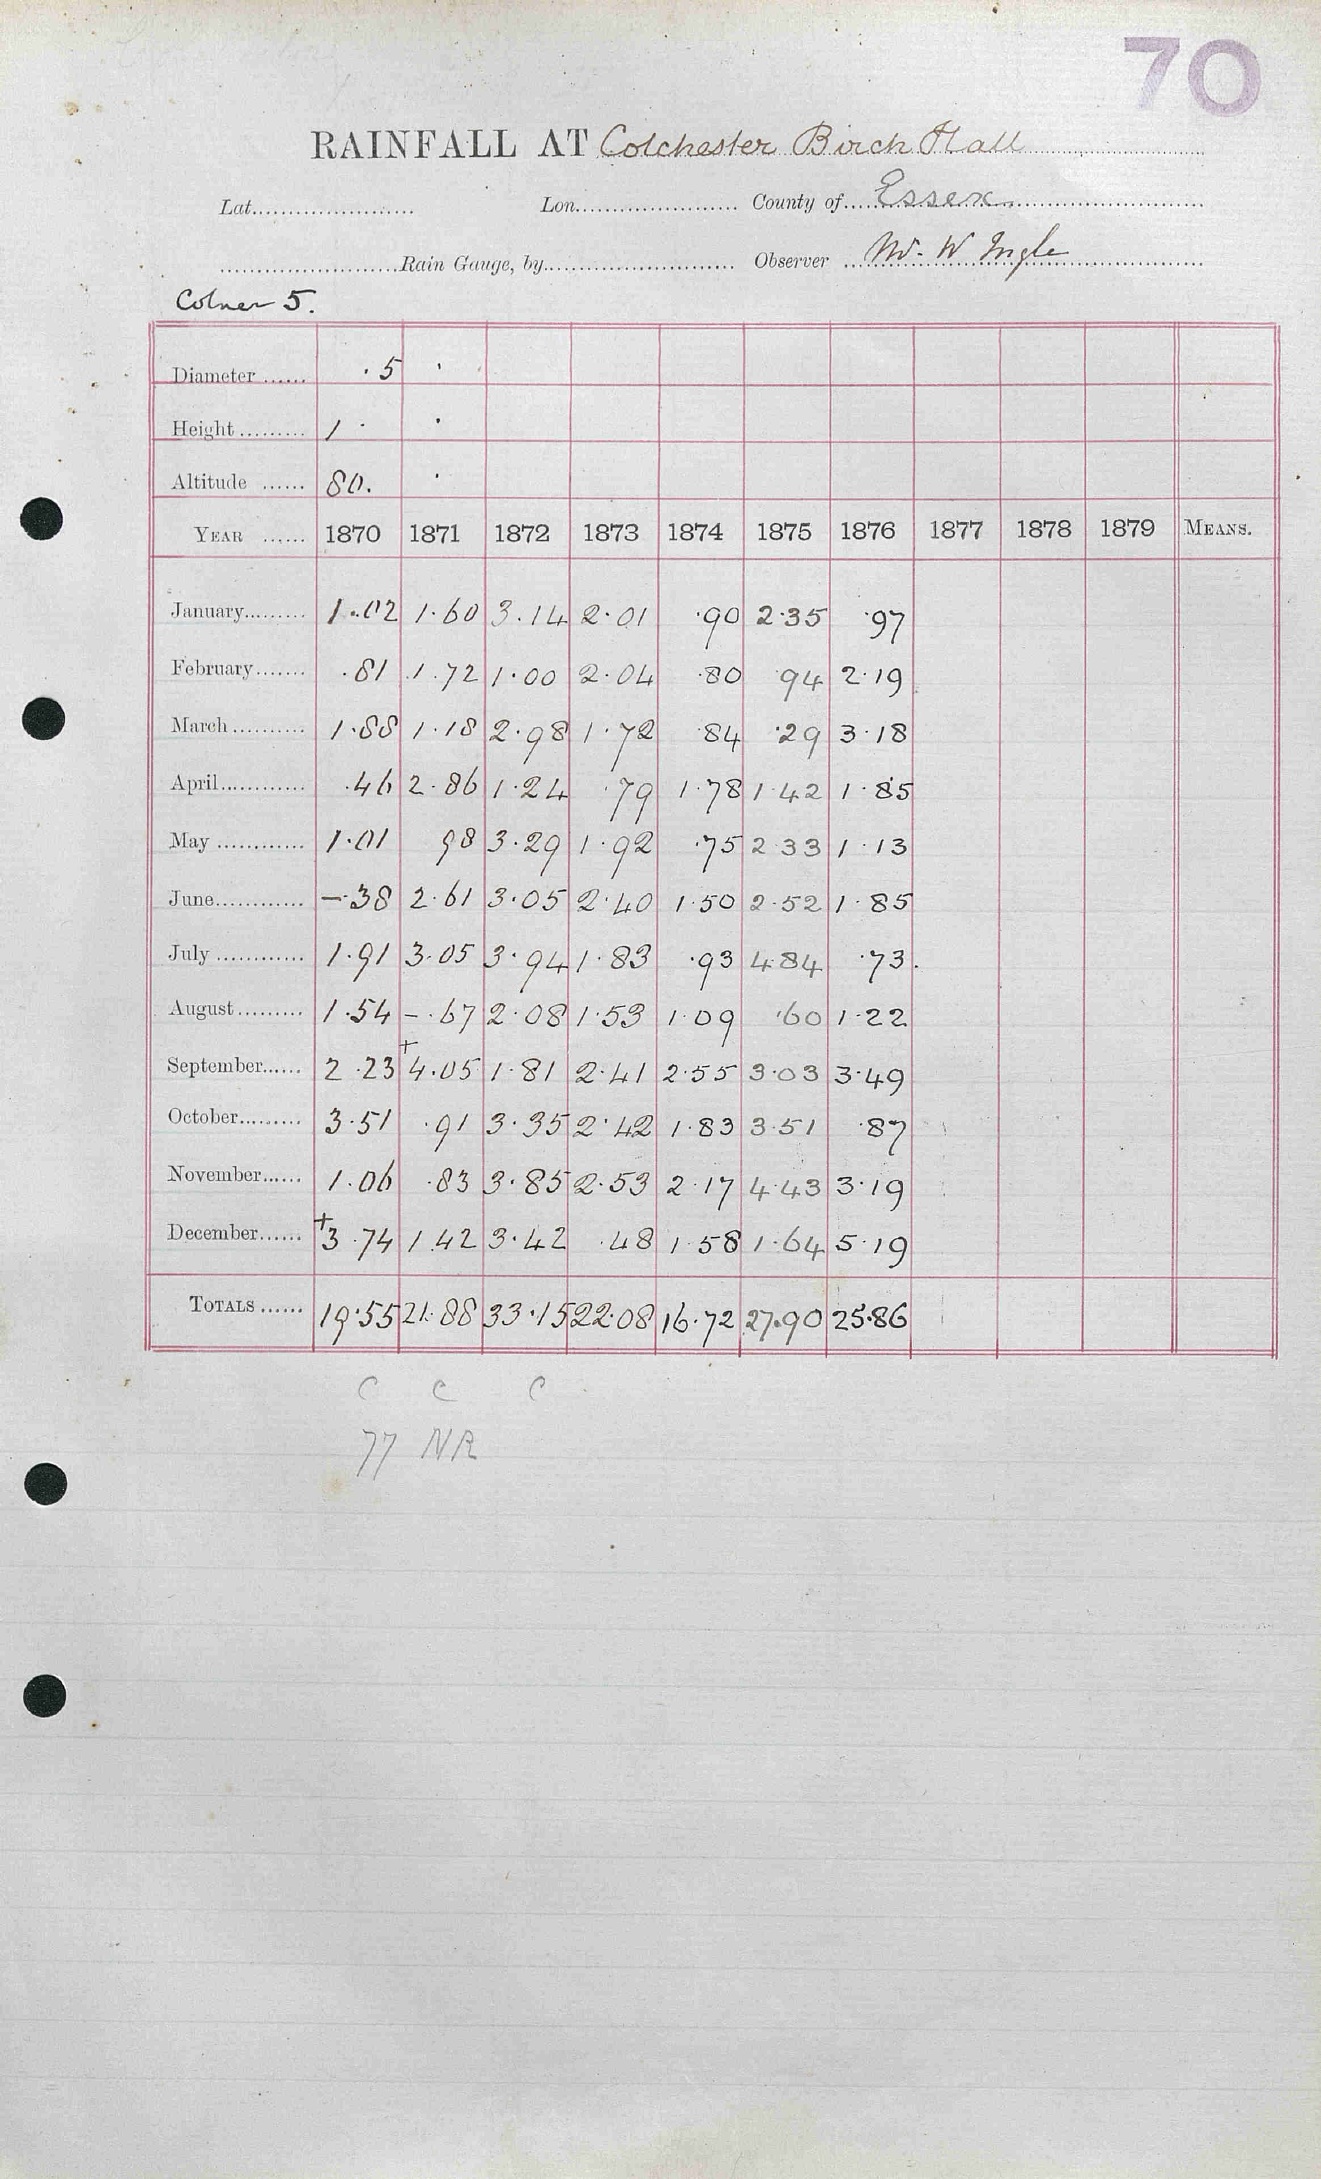 70
RAINFALL AT Colchester Birch Hall
Lat. Lon. County of Essex
Rain Gauge, by Observer Mr. W Ingle
5.
Diameter ...... .5 .
Height ......... 1 . .
Altitude ...... 80. .
YEAR ...... 1870 1871 1872 1873 1874 1875 1876 1877 1878 1879 MEANS.
January......... 1.02 1.60 3.14 2.01 .90 2.35 .97
February....... .81 1.72 1.00 2.04 .80 94 2.19
March .......... 1.88 1.18 2.98 1.72 84 .29 3.18
April............ .46 2.86 1.24 .79 1.78 1.42 1.85
May ............ 1.01 98 3.29 1.92 .75 2.33 1.13
June............ -.38 2.61 3.05 2.40 1.50 2.52 1.85
July ............ 1.91 3.05 3.94 1.83 .93 4.84 .73.
August......... 1.54 -.67 2.08 1.53 1.09 .60 1.22
September...... 2.23 +4.05 1.81 2.41 2.55 3.03 3.49
October......... 3.51 .91 3.35 2.42 1.83 3.51 .87
November...... 1.06 .83 3.85 2.53 2.17 4.43 3.19
December...... +3.74 1.42 3.42 .48 1.58 1.64 5.19
TOTALS ...... 19.55 21.88 33.15 22.08 16.72 27.90 25.86
C C C
77 NR